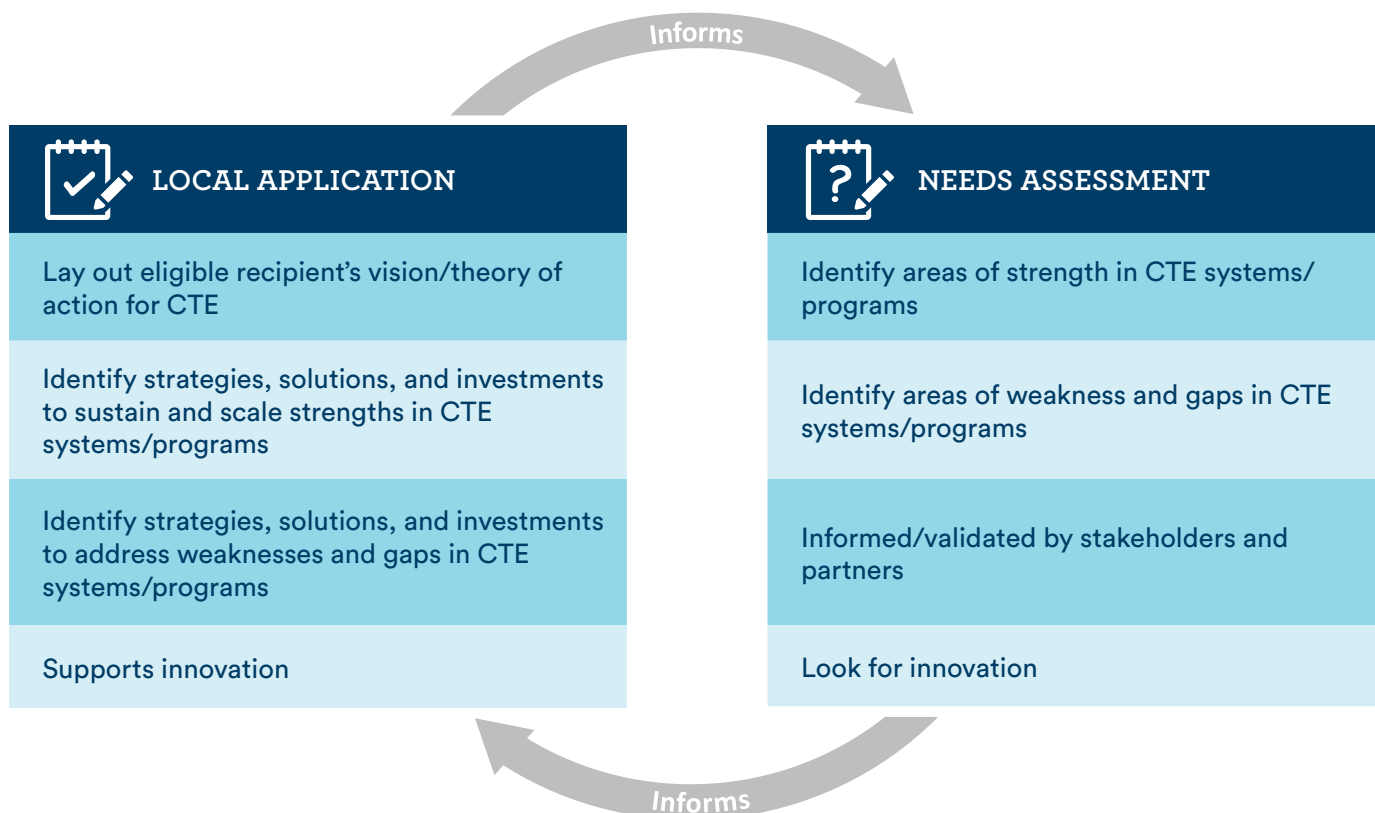 Informs
LOCAL APPLICATION
Lay out eligible recipient’s vision/theory of
action for CTE
Identify strategies, solutions, and investments
to sustain and scale strengths in CTE
systems/programs
Identify strategies, solutions, and investments
to address weaknesses and gaps in CTE
systems/programs
Supports innovation
?
NEEDS ASSESSMENT
Identify areas of strength in CTE systems/
programs
Identify areas of weakness and gaps in CTE
systems/programs
Informed/validated by stakeholders and
partners
Look for innovation
Informs